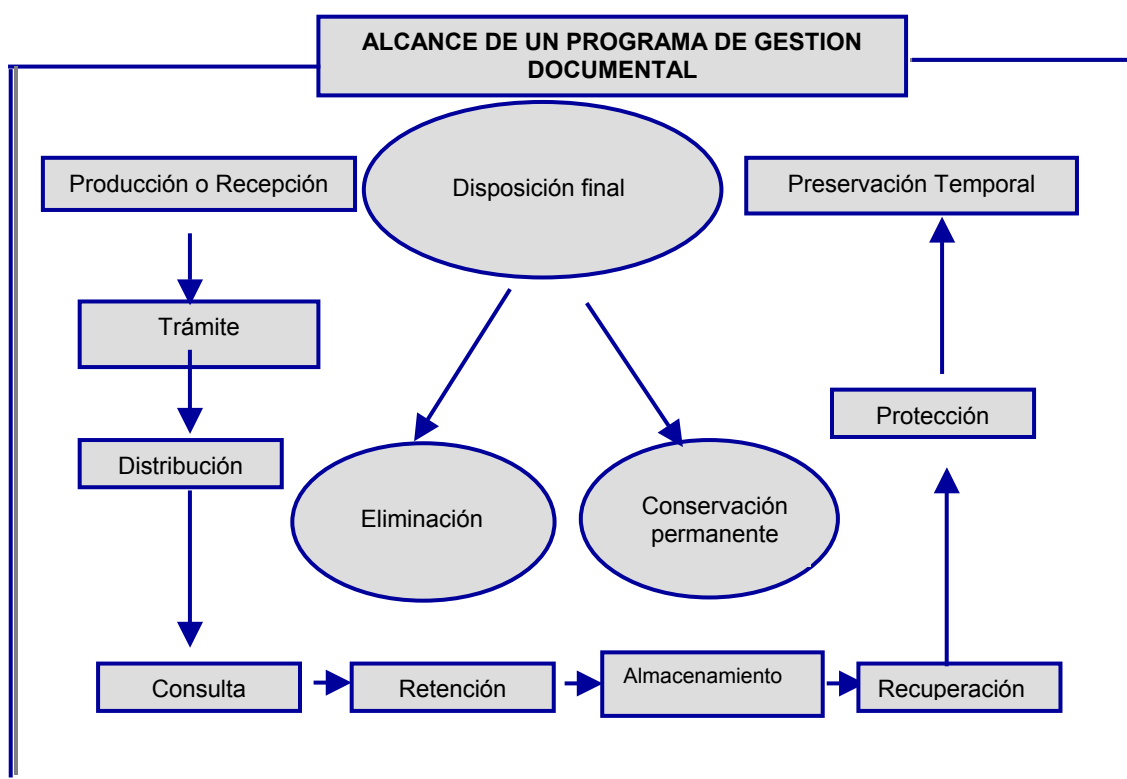 ALCANCE DE UN PROGRAMA DE GESTION
DOCUMENTAL
Producción o Recepción
Disposición final
Preservación Temporal
Trámite
Protección
Distribución
Eliminación
Conservación
permanente
Consulta
Retención
Almacenamiento
Recuperación